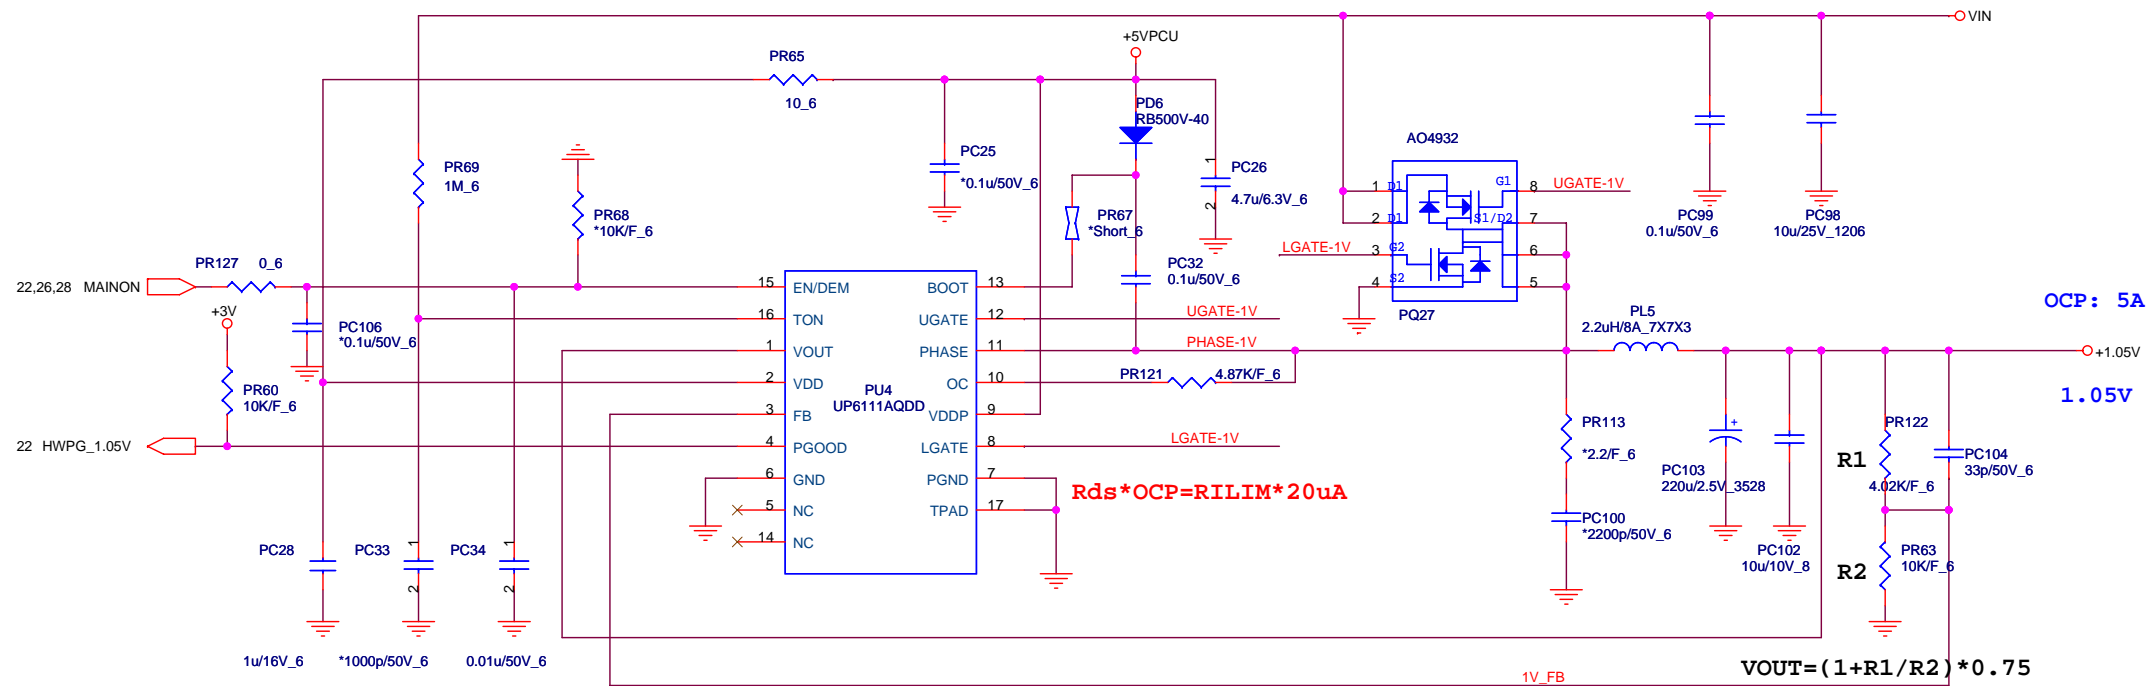 VIN
+5VPCU
PR65
10_6
PD6
RB500V-40
AO4932
PC25
*0.1u/50V_6
PR69
1M_6
1
PC26
4.7u/6.3V_6
2
PR68
*10K/F_6
PR67
*Short_6
1 D1 G1 8 UGATE-1V
2 D1 S1/D2 7
LGATE-1V 3 G2 6
4 S2 5
PQ27
PC99
0.1u/50V_6
PC98
10u/25V_1206
PC32
0.1u/50V_6
PR127 0_6
22,26,28 MAINON
+3V
PC106
*0.1u/50V_6
PR60
10K/F_6
22 HWPG_1.05V
15 EN/DEM BOOT 13
16 TON UGATE 12 UGATE-1V
1 VOUT PHASE 11 PHASE-1V
2 VDD OC 10 PR121 4.87K/F_6
PU4
UP6111AQDD
3 FB VDDP 9
4 PGOOD LGATE 8 LGATE-1V
6 GND PGND 7
5 NC TPAD 17
14 NC
Rds*OCP=RILIM*20uA
OCP: 5A
PL5
2.2uH/8A_7X7X3
+1.05V
1.05V
PR113
*2.2/F_6
PC100
*2200p/50V_6
+
PC103
220u/2.5V_3528
PC102
10u/10V_8
PR122
R1
4.02K/F_6
PC104
33p/50V_6
R2
PR63
10K/F_6
PC28
1u/16V_6
PC33
1
2
*1000p/50V_6
PC34
1
2
0.01u/50V_6
1V_FB
VOUT=(1+R1/R2)*0.75